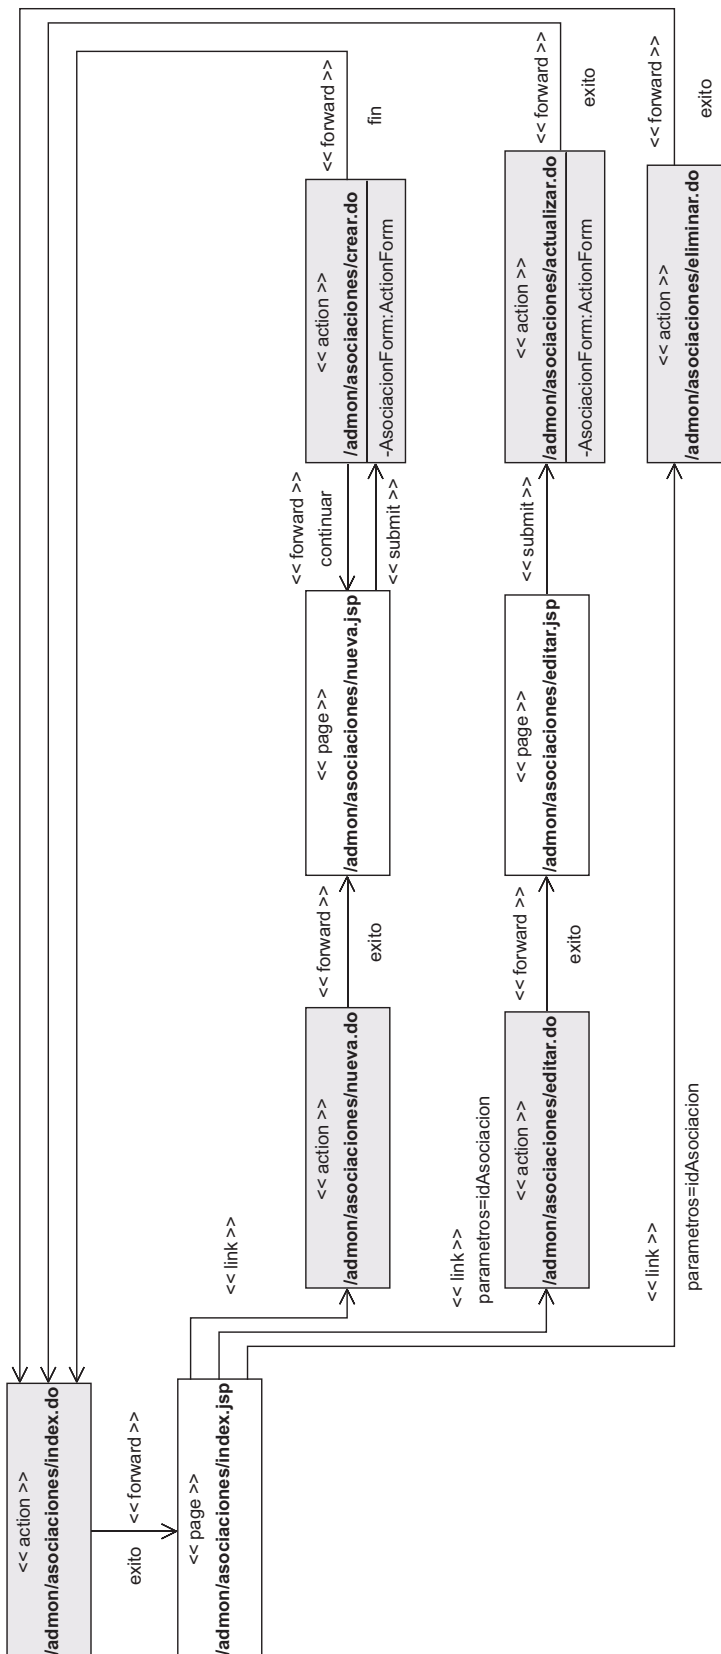 << action >>
/admon/asociaciones/index.do
exito
<< forward >>
<< page >>
/admon/asociaciones/index.jsp
<< link >>
<< action >>
/admon/asociaciones/nueva.do
<< forward >>
exito
<< page >>
/admon/asociaciones/nueva.jsp
<< forward >>
continuar
<< submit >>
<< action >>
/admon/asociaciones/crear.do
-AsociacionForm:ActionForm
<< forward >>
fin
<< link >>
parametros=idAsociacion
<< action >>
/admon/asociaciones/editar.do
<< forward >>
exito
<< page >>
/admon/asociaciones/editar.jsp
<< submit >>
<< action >>
/admon/asociaciones/actualizar.do
-AsociacionForm:ActionForm
<< forward >>
exito
<< link >>
parametros=idAsociacion
<< action >>
/admon/asociaciones/eliminar.do
<< forward >>
exito